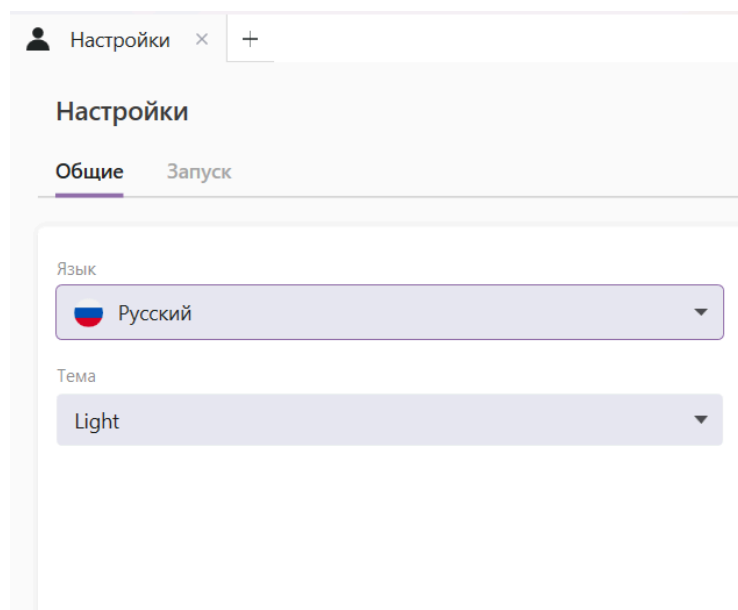 Настройки
Настройки
Общие Запуск
Язык
Русский
Тема
Light